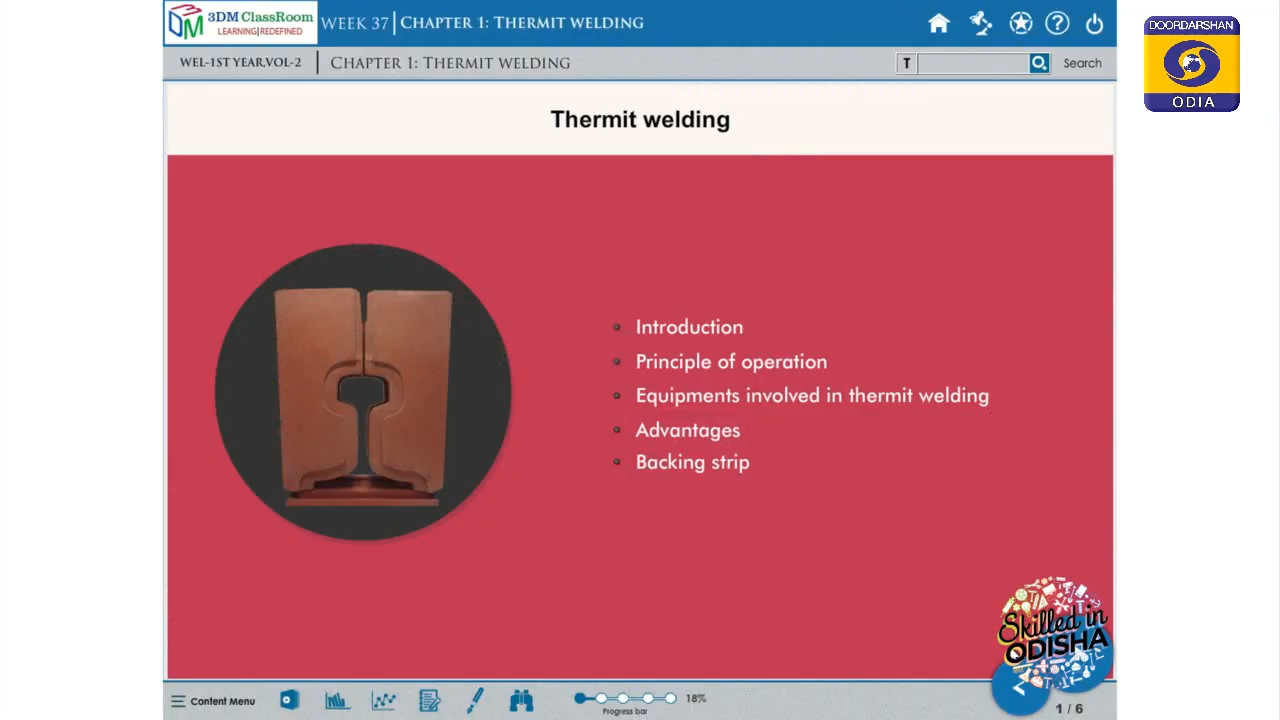 3DM ClassRoom
LEARNING|REDEFINED
WEEK 37 | CHAPTER 1: THERMIT WELDING
DOORDARSHAN
ODIA
WEL-1ST YEAR,VOL-2
CHAPTER 1: THERMIT WELDING
T
Search
Thermit welding
• Introduction
• Principle of operation
• Equipments involved in thermit welding
• Advantages
• Backing strip
Skilled in
ODISHA
Content Menu
18%
Progress bar
1 / 6